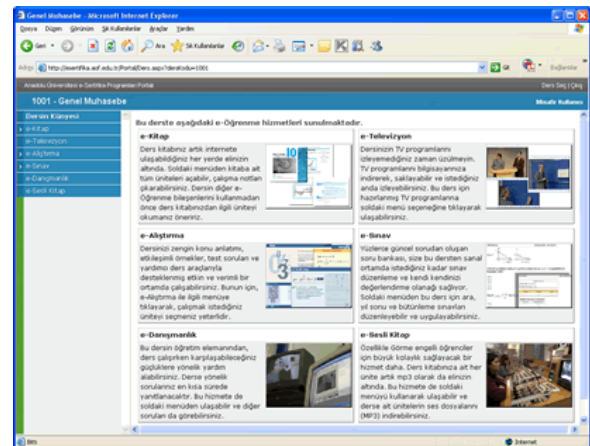 Genel Muhasebe - Microsoft Internet Explorer
Dosya Düzen Görünüm Sık Kullanılanlar Araçlar Yardım
Geri Ara Sık Kullanılanlar
Adres http://esertifika.aof.edu.tr/Portal/Ders.aspx?dersKodu=1001 Git Bağlantılar
Anadolu Üniversitesi e-Sertifika Programları Portalı Ders Seç | Çıkış
1001 - Genel Muhasebe Misafir Kullanıcı
Dersin Künyesi
e-Kitap
e-Televizyon
e-Alıştırma
e-Sınav
e-Danışmanlık
e-Sesli Kitap
Bu derste aşağıdaki e-Öğrenme hizmetleri sunulmaktadır.
e-Kitap
Ders kitabınız artık internete
ulaşabildiğiniz her yerde elinizin
altında. Soldaki menüden kitaba ait
tüm üniteleri açabilir, çalışma notları
çıkarabilirsiniz. Dersin diğer e-
Öğrenme bileşenlerini kullanmadan
önce ders kitabınızdan ilgili üniteyi
okumanız öneririz.
e-Televizyon
Dersinizin TV programlarını
izleyemediğiniz zaman üzülmeyin.
TV programlarını bilgisayarınıza
indirerek, saklayabilir ve istediğiniz
anda izleyebilirsiniz. Bu ders için
hazırlanmış TV programlarına
soldaki menü seçeneğine tıklayarak
ulaşabilirsiniz.
e-Alıştırma
Dersinizi zengin konu anlatımı,
etkileşimli örnekler, test soruları ve
yardımcı ders araçlarıyla
desteklenmiş etkin ve verimli bir
ortamda çalışabilirsiniz. Bunun için,
e-Alıştırma ile ilgili menüye
tıklayarak, çalışmak istediğiniz
üniteyi seçmeniz yeterlidir.
e-Sınav
Yüzlerce güncel sorudan oluşan
soru bankası, size bu dersten sanal
ortamda istediğiniz kadar sınav
düzenleme ve kendi kendinizi
değerlendirme olanağı sağlıyor.
Soldaki menüden bu ders için ara,
yıl sonu ve bütünleme sınavları
düzenleyebilir ve uygulayabilirsiniz.
e-Danışmanlık
Bu dersin öğretim elemanından,
ders çalışırken karşılaşabileceğiniz
güçlüklere yönelik yardım
alabilirsiniz. Derse yönelik
sorularınız en kısa sürede
yanıtlanacaktır. Bu hizmete de
soldaki menüden ulaşabilir ve diğer
soruları da görebilirsiniz.
e-Sesli Kitap
Özellikle Görme engelli öğrenciler
için büyük kolaylık sağlayacak bir
hizmet daha. Ders kitabınıza ait her
ünite artık mp3 olarak da elinizin
altında. Bu hizmete de soldaki
menüyü kullanarak ulaşabilir ve
derse ait ünitelerin ses dosyalarını
(MP3) indirebilirsiniz.
Bitti Internet